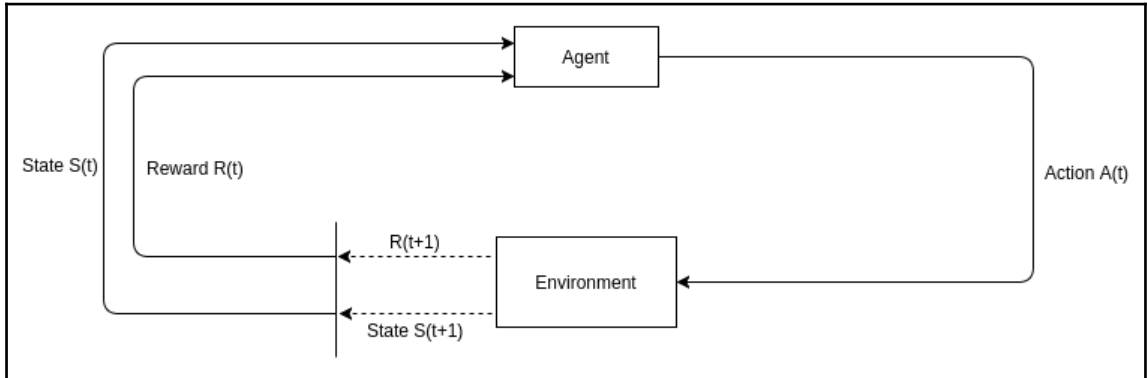 Agent
State S(t)
Reward R(t)
Action A(t)
R(t+1)
Environment
State S(t+1)